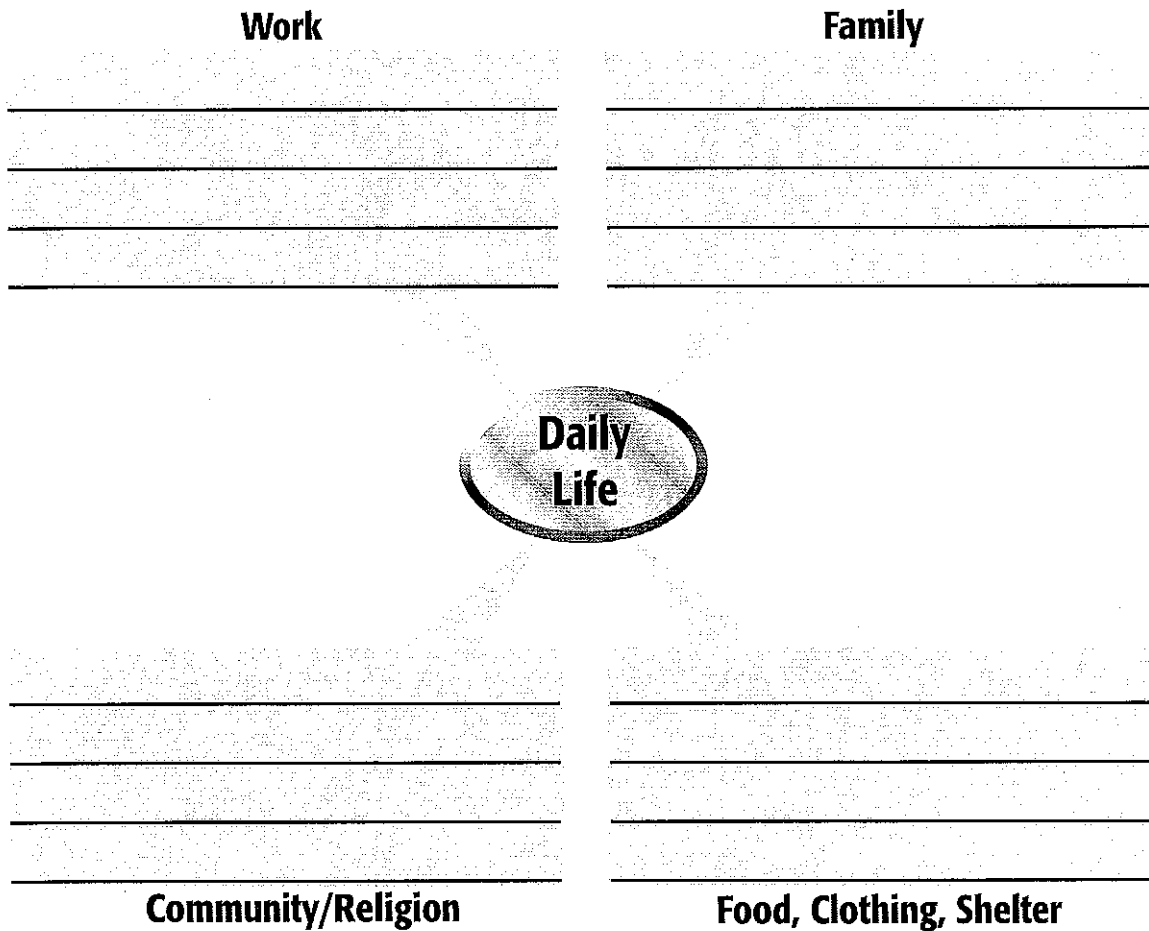 Work
Family
Daily
Life
Community/Religion
Food, Clothing, Shelter